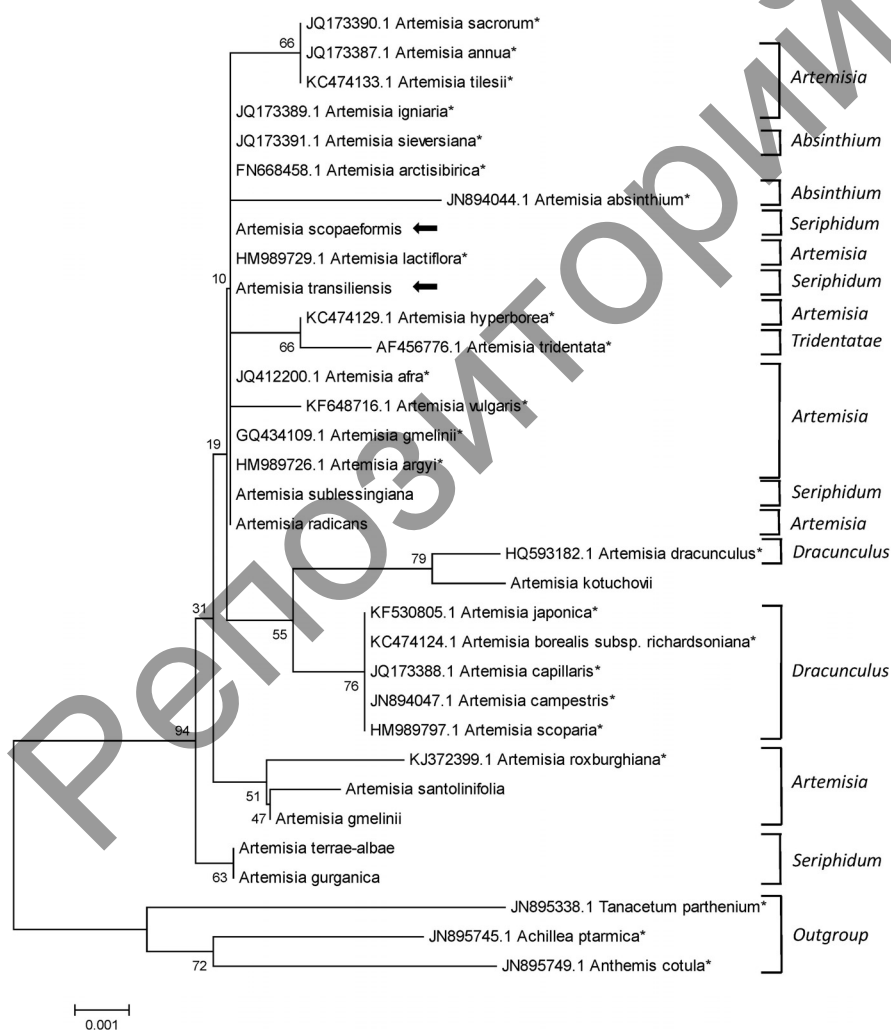 JQ173390.1 Artemisia sacrorum*
66
JQ173387.1 Artemisia annua*
Artemisia
KC474133.1 Artemisia tilesii*
JQ173389.1 Artemisia igniaria*
JQ173391.1 Artemisia sieversiana*
Absinthium
FN668458.1 Artemisia arctisibirica*
JN894044.1 Artemisia absinthium*
Absinthium
Artemisia scopaeformis
Seriphidum
HM989729.1 Artemisia lactiflora*
Artemisia
10
Artemisia transiliensis
Seriphidum
KC474129.1 Artemisia hyperborea*
Artemisia
66
AF456776.1 Artemisia tridentata*
Tridentatae
JQ412200.1 Artemisia afra*
KF648716.1 Artemisia vulgaris*
Artemisia
GQ434109.1 Artemisia gmelinii*
19
HM989726.1 Artemisia argyi*
Artemisia sublessingiana
Seriphidum
Artemisia radicans
Artemisia
79
HQ593182.1 Artemisia dracunculus*
Dracunculus
Artemisia kotuchovii
31
55
KF530805.1 Artemisia japonica*
KC474124.1 Artemisia borealis subsp. richardsoniana*
76
JQ173388.1 Artemisia capillaris*
Dracunculus
JN894047.1 Artemisia campestris*
94
HM989797.1 Artemisia scoparia*
KJ372399.1 Artemisia roxburghiana*
51
Artemisia santolinifolia
Artemisia
47
Artemisia gmelinii
Artemisia terrae-albae
Seriphidum
63
Artemisia gurganica
JN895338.1 Tanacetum parthenium*
JN895745.1 Achillea ptarmica*
Outgroup
72
JN895749.1 Anthemis cotula*
0.001
Репозиторий